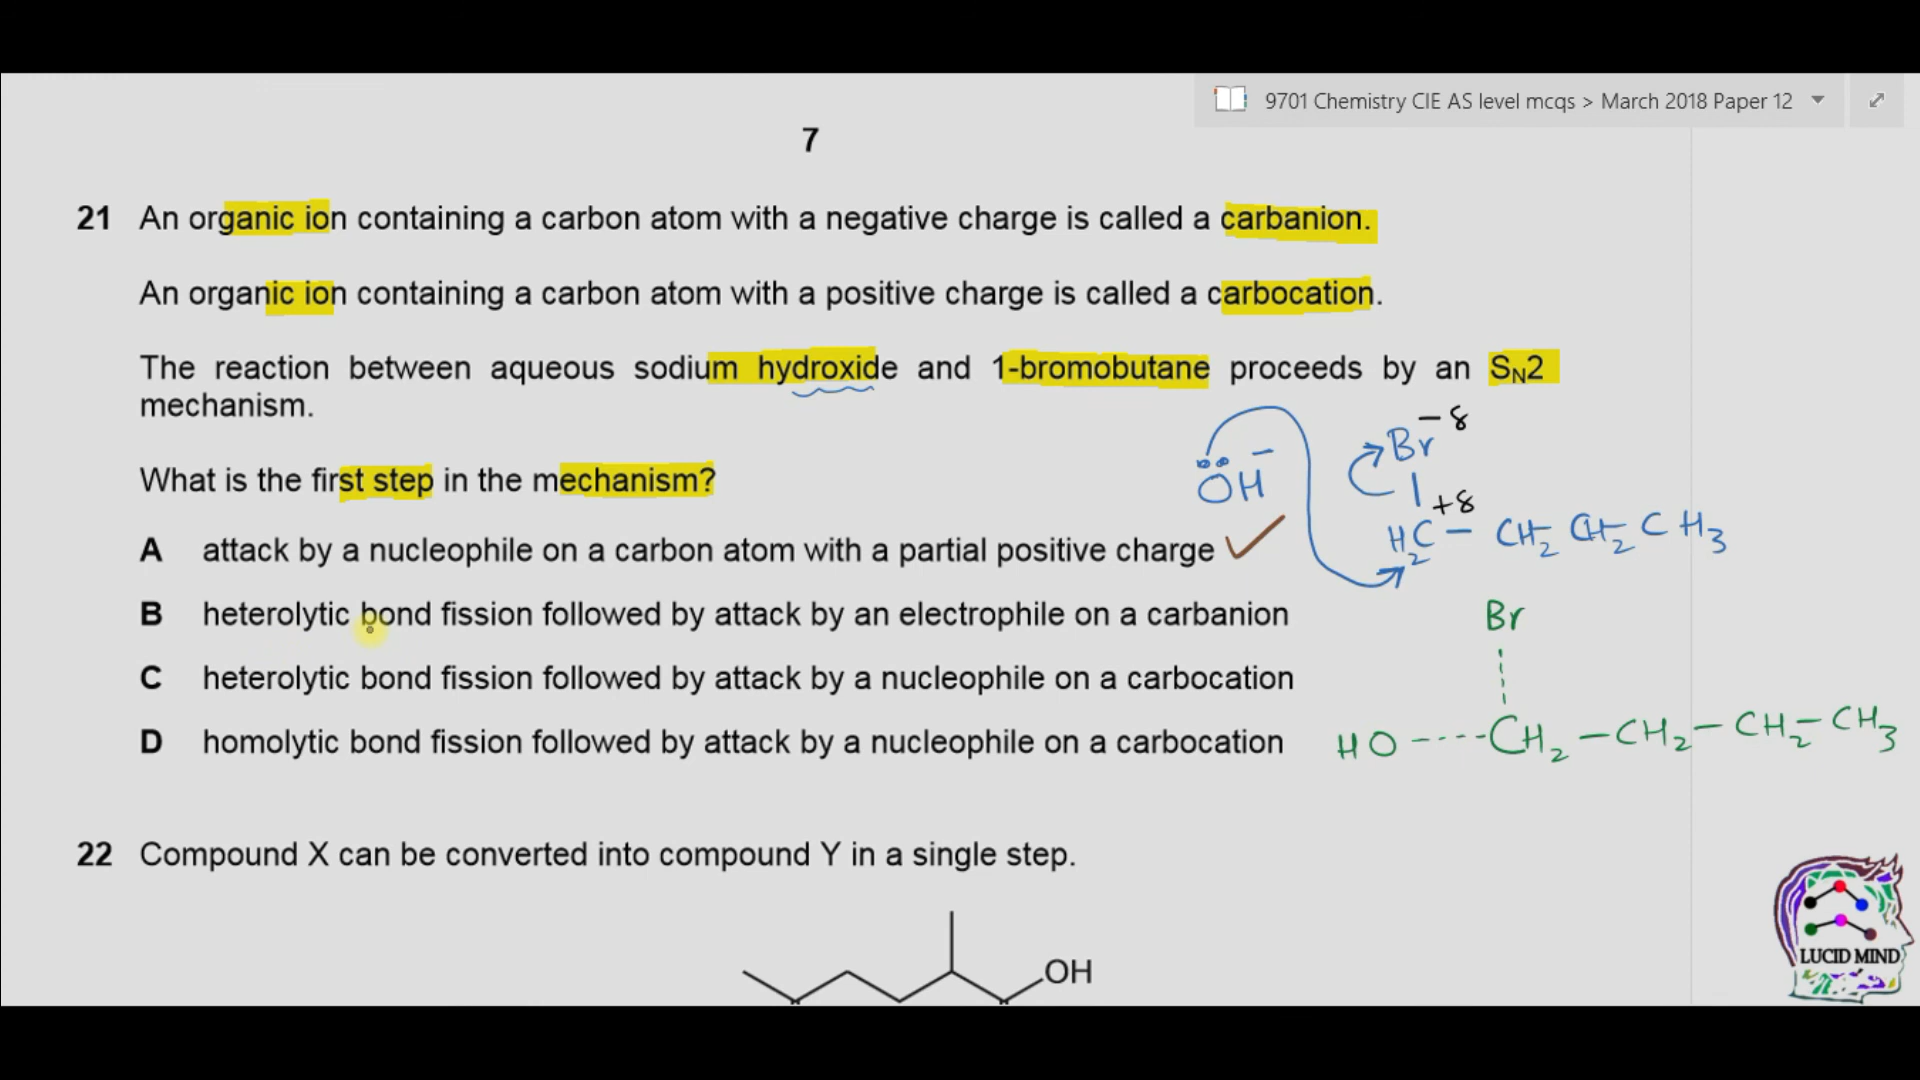 9701 Chemistry CIE AS level mcqs > March 2018 Paper 12
7
21 An organic ion containing a carbon atom with a negative charge is called a carbanion.
An organic ion containing a carbon atom with a positive charge is called a carbocation.
The reaction between aqueous sodium hydroxide and 1-bromobutane proceeds by an SN2
mechanism.
What is the first step in the mechanism?
OH⁻
Br −δ
+δ
H₂C — CH₂ CH₂ CH₃
A attack by a nucleophile on a carbon atom with a partial positive charge ✓
B heterolytic bond fission followed by attack by an electrophile on a carbanion
C heterolytic bond fission followed by attack by a nucleophile on a carbocation
D homolytic bond fission followed by attack by a nucleophile on a carbocation
Br
HO ---- CH₂ — CH₂ — CH₂ — CH₃
22 Compound X can be converted into compound Y in a single step.
OH
LUCID MIND